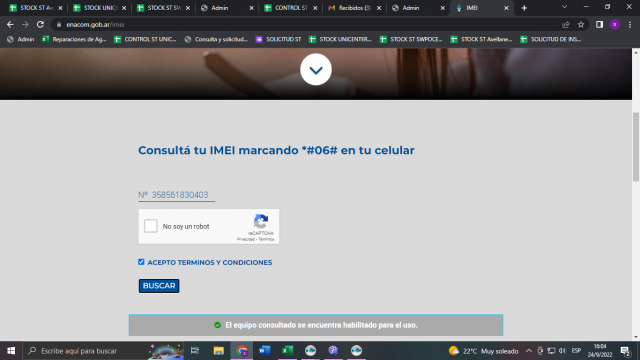 STOCK ST Av
STOCK UNIC
STOCK ST SW
Admin
CONTROL ST
Recibidos (3)
Admin
IMEI
enacom.gob.ar/imei
Admin
Reparaciones de Ag...
CONTROL ST UNIC...
Consulta y solicitud...
SOLICITUD ST
STOCK UNICENTER...
STOCK ST SWPOCE...
STOCK ST Avellane...
SOLICITUD DE INS...
Consultá tu IMEI marcando *#06# en tu celular
Nº 358561830403
No soy un robot
reCAPTCHA
Privacidad - Términos
ACEPTO TERMINOS Y CONDICIONES
BUSCAR
El equipo consultado se encuentra habilitado para el uso.
Escribe aquí para buscar
22°C Muy soleado
ESP
16:04
24/9/2022